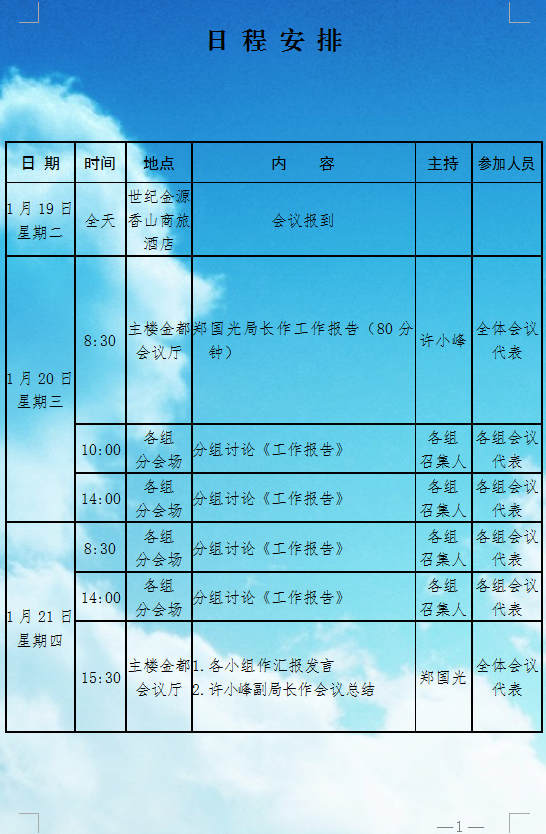 日 程 安 排
日 期 时间 地点 内 容 主持 参加人员
1月19日
星期二
全天
世纪金源
香山商旅
酒店
会议报到
1月20日
星期三
8:30
主楼金都
会议厅
郑国光局长作工作报告（80分
钟）
许小峰
全体会议
代表
10:00
各组
分会场
分组讨论《工作报告》
各组
召集人
各组会议
代表
14:00
各组
分会场
分组讨论《工作报告》
各组
召集人
各组会议
代表
1月21日
星期四
8:30
各组
分会场
分组讨论《工作报告》
各组
召集人
各组会议
代表
14:00
各组
分会场
分组讨论《工作报告》
各组
召集人
各组会议
代表
15:30
主楼金都
会议厅
1.各小组作汇报发言
2.许小峰副局长作会议总结
郑国光
全体会议
代表
—1—